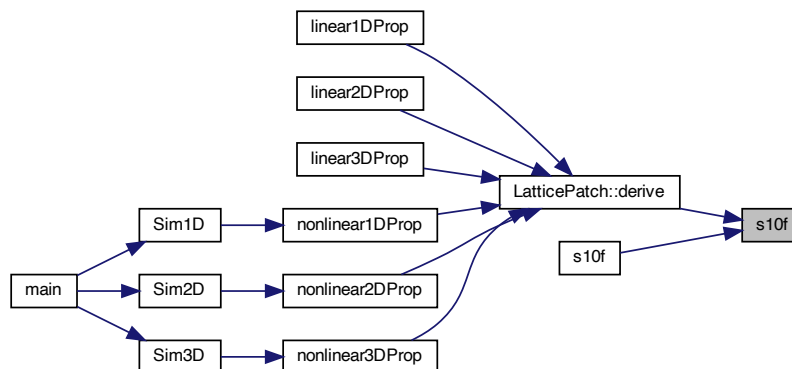 linear1DProp
linear2DProp
linear3DProp
LatticePatch::derive
Sim1D
nonlinear1DProp
s10f
s10f
main
Sim2D
nonlinear2DProp
Sim3D
nonlinear3DProp